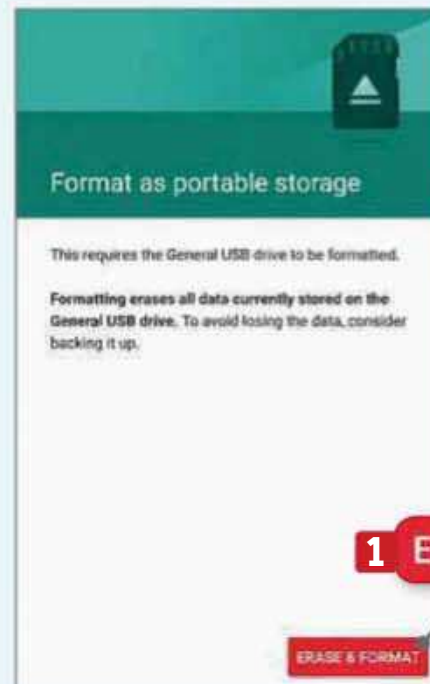 Format as portable storage
This requires the General USB drive to be formatted.
Formatting erases all data currently stored on the
General USB drive. To avoid losing the data, consider
backing it up.
1 E
ERASE & FORMAT